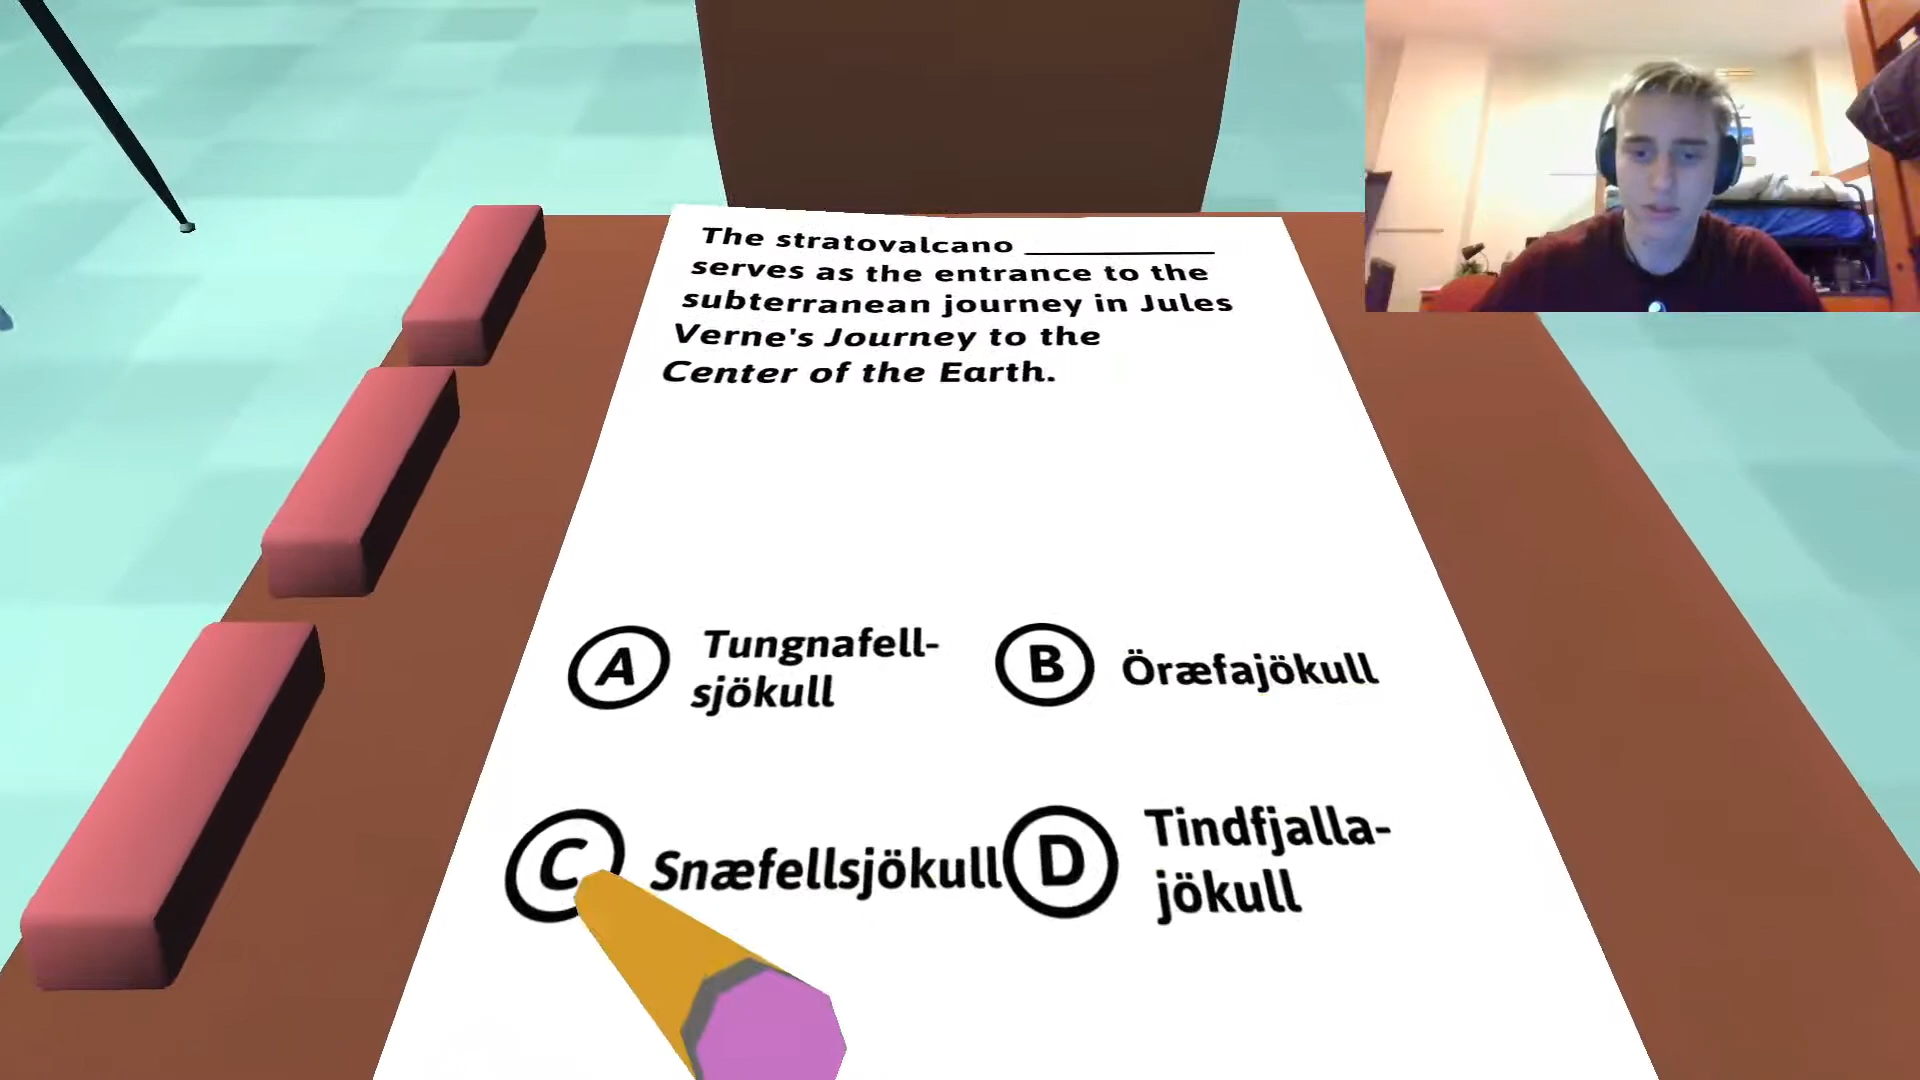 The stratovalcano __________
serves as the entrance to the
subterranean journey in Jules
Verne's Journey to the
Center of the Earth.
A Tungnafell-
sjökull
B Öræfajökull
C Snæfellsjökull
D Tindfjalla-
jökull